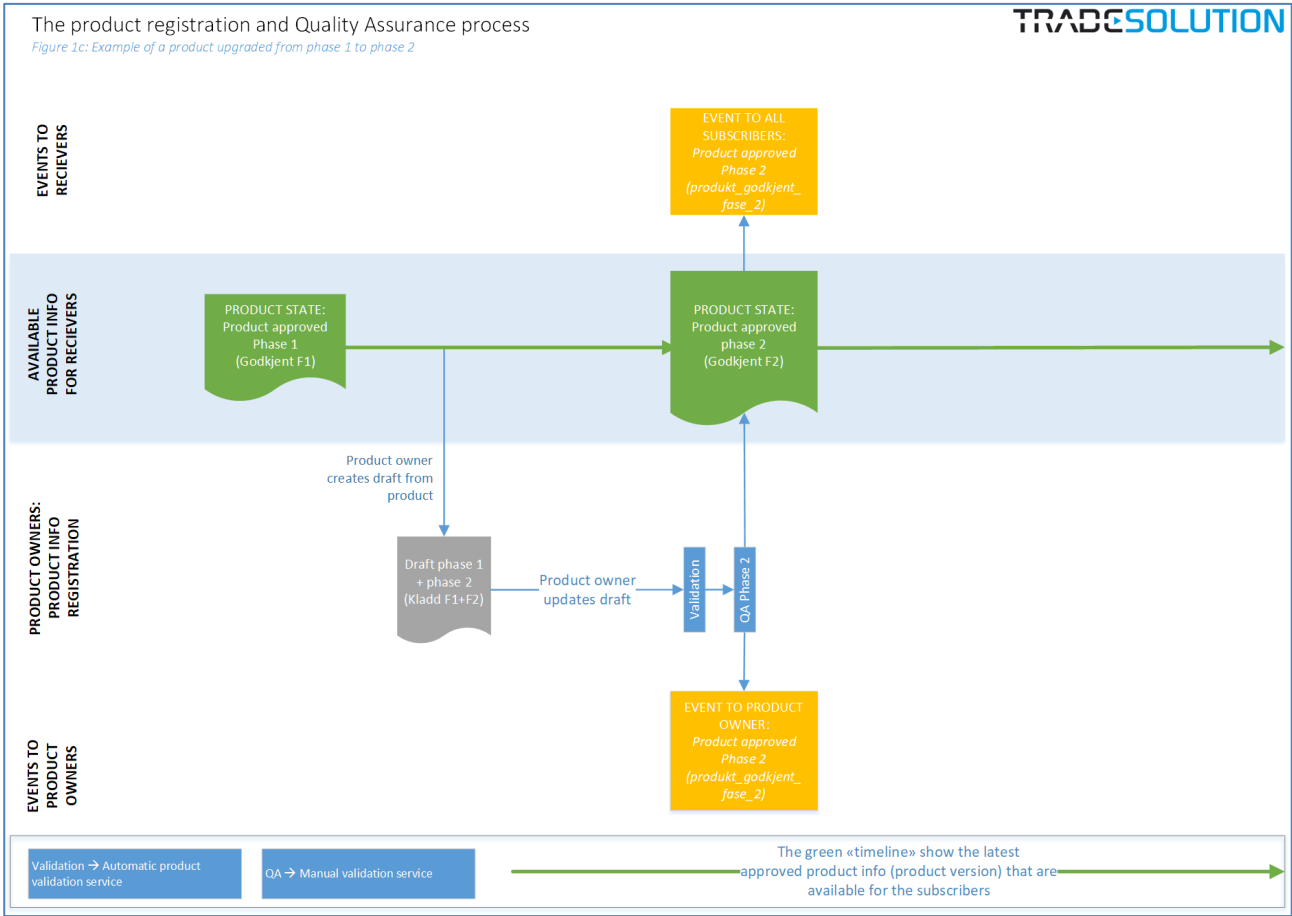 The product registration and Quality Assurance process
TRADESOLUTION
Figure 1c: Example of a product upgraded from phase 1 to phase 2
EVENTS TO
RECIEVERS
EVENT TO ALL
SUBSCRIBERS:
Product approved
Phase 2
(produkt_godkjent_
fase_2)
AVAILABLE
PRODUCT INFO
FOR RECIEVERS
PRODUCT STATE:
Product approved
Phase 1
(Godkjent F1)
PRODUCT STATE:
Product approved
phase 2
(Godkjent F2)
Product owner
creates draft from
product
PRODUCT OWNERS:
PRODUCT INFO
REGISTRATION
Draft phase 1
+ phase 2
(Kladd F1+F2)
Product owner
updates draft
Validation
QA Phase 2
EVENTS TO
PRODUCT
OWNERS
EVENT TO PRODUCT
OWNER:
Product approved
Phase 2
(produkt_godkjent_
fase_2)
Validation → Automatic product
validation service
QA → Manual validation service
The green «timeline» show the latest
approved product info (product version) that are
available for the subscribers